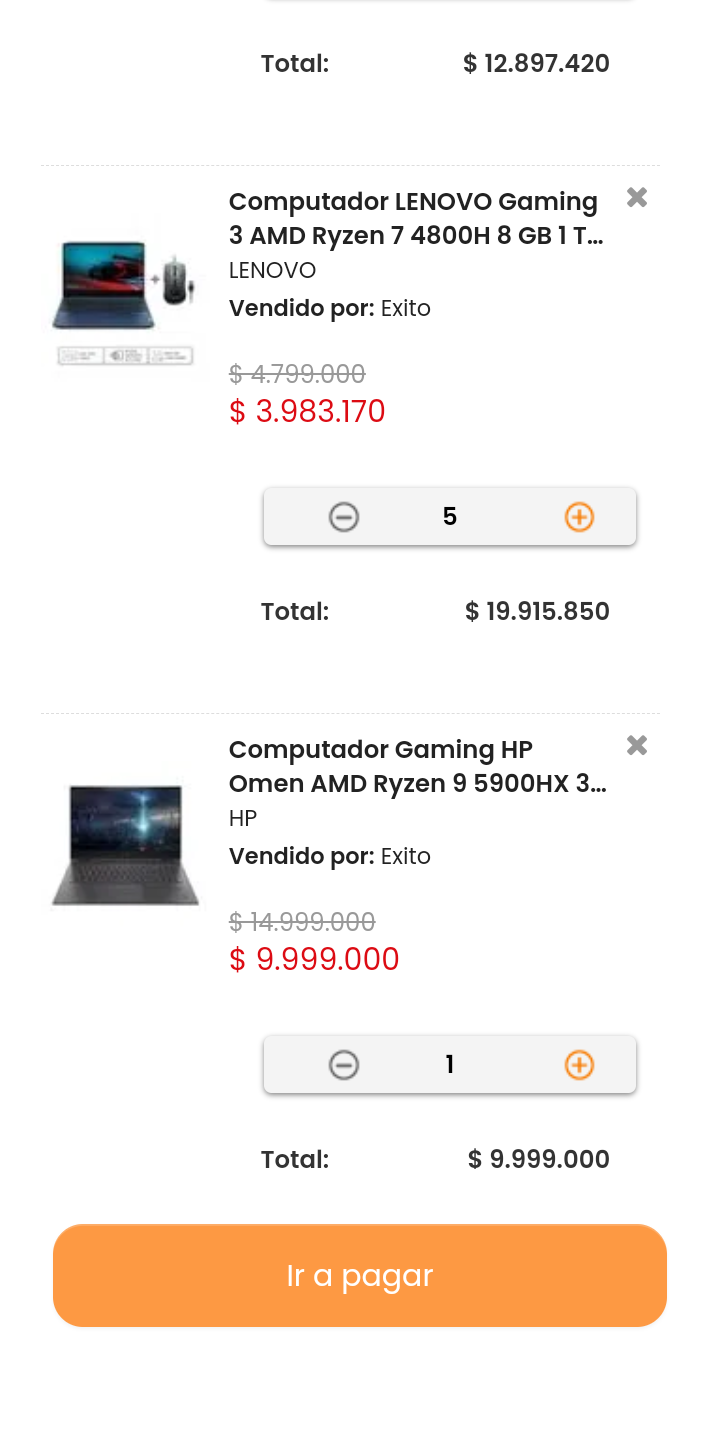 Total: $ 12.897.420
Computador LENOVO Gaming
3 AMD Ryzen 7 4800H 8 GB 1 T...
LENOVO
Vendido por: Exito
$ 4.799.000
$ 3.983.170
5
Total: $ 19.915.850
Computador Gaming HP
Omen AMD Ryzen 9 5900HX 3...
HP
Vendido por: Exito
$ 14.999.000
$ 9.999.000
1
Total: $ 9.999.000
Ir a pagar